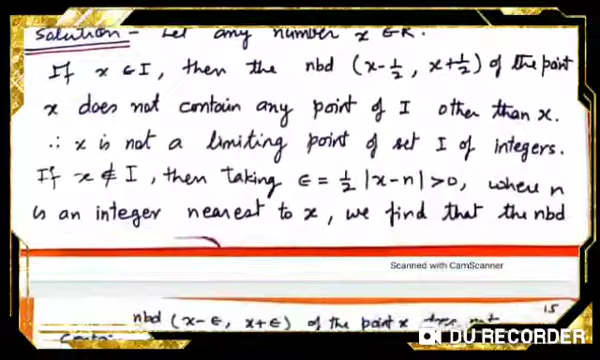 Solution - Let any number x ∈ R.
If x ∈ I, then the nbd (x-½, x+½) of the point
x does not contain any point of I other than x.
∴ x is not a limiting point of set I of integers.
If x ∉ I, then taking ∈ = ½|x-n| > 0, where n
is an integer nearest to x, we find that the nbd
Scanned with CamScanner
15
nbd (x-∈, x+∈) of the point x does not
Contain
DU RECORDER